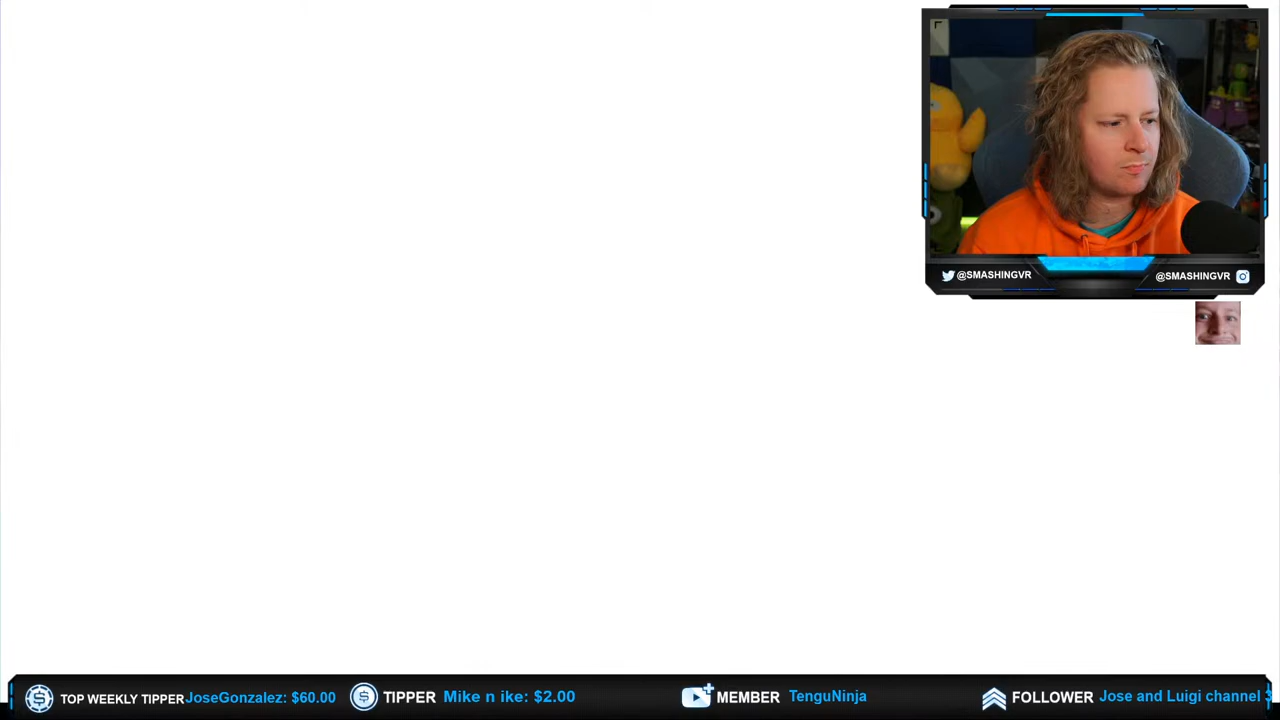 @SMASHINGVR @SMASHINGVR
TOP WEEKLY TIPPER JoseGonzalez: $60.00 TIPPER Mike n ike: $2.00 MEMBER TenguNinja FOLLOWER Jose and Luigi channel